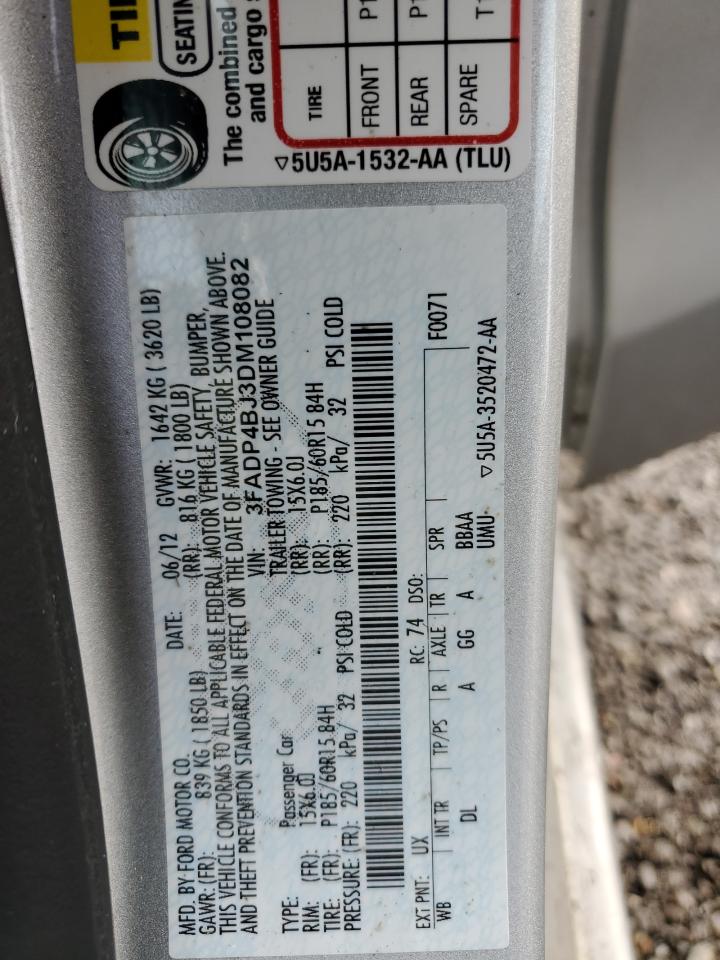 TIR
SEATIN
The combined
and cargo s
TIRE
FRONT P1
REAR P1
SPARE T1
▽5U5A-1532-AA (TLU)
MFD. BY FORD MOTOR CO. DATE: 06/12 GVWR: 1642 KG ( 3620 LB)
GAWR: (FR): 839 KG ( 1850 LB) (RR): 816 KG ( 1800 LB)
THIS VEHICLE CONFORMS TO ALL APPLICABLE FEDERAL MOTOR VEHICLE SAFETY, BUMPER,
AND THEFT PREVENTION STANDARDS IN EFFECT ON THE DATE OF MANUFACTURE SHOWN ABOVE.
VIN: 3FADP4BJ3DM108082
TYPE: Passenger Car TRAILER TOWING - SEE OWNER GUIDE
RIM: (FR): 15X6.0J (RR): 15X6.0J
TIRE: (FR): P185/60R15 84H (RR): P185/60R15 84H
PRESSURE: (FR): 220 kPa/ 32 PSI COLD (RR): 220 kPa/ 32 PSI COLD
EXT PNT: UX RC: 74 DSO: F0071
WB INT TR TP/PS R AXLE TR SPR
DL A GG A BBAA
UMU
▽5U5A-3520472-AA